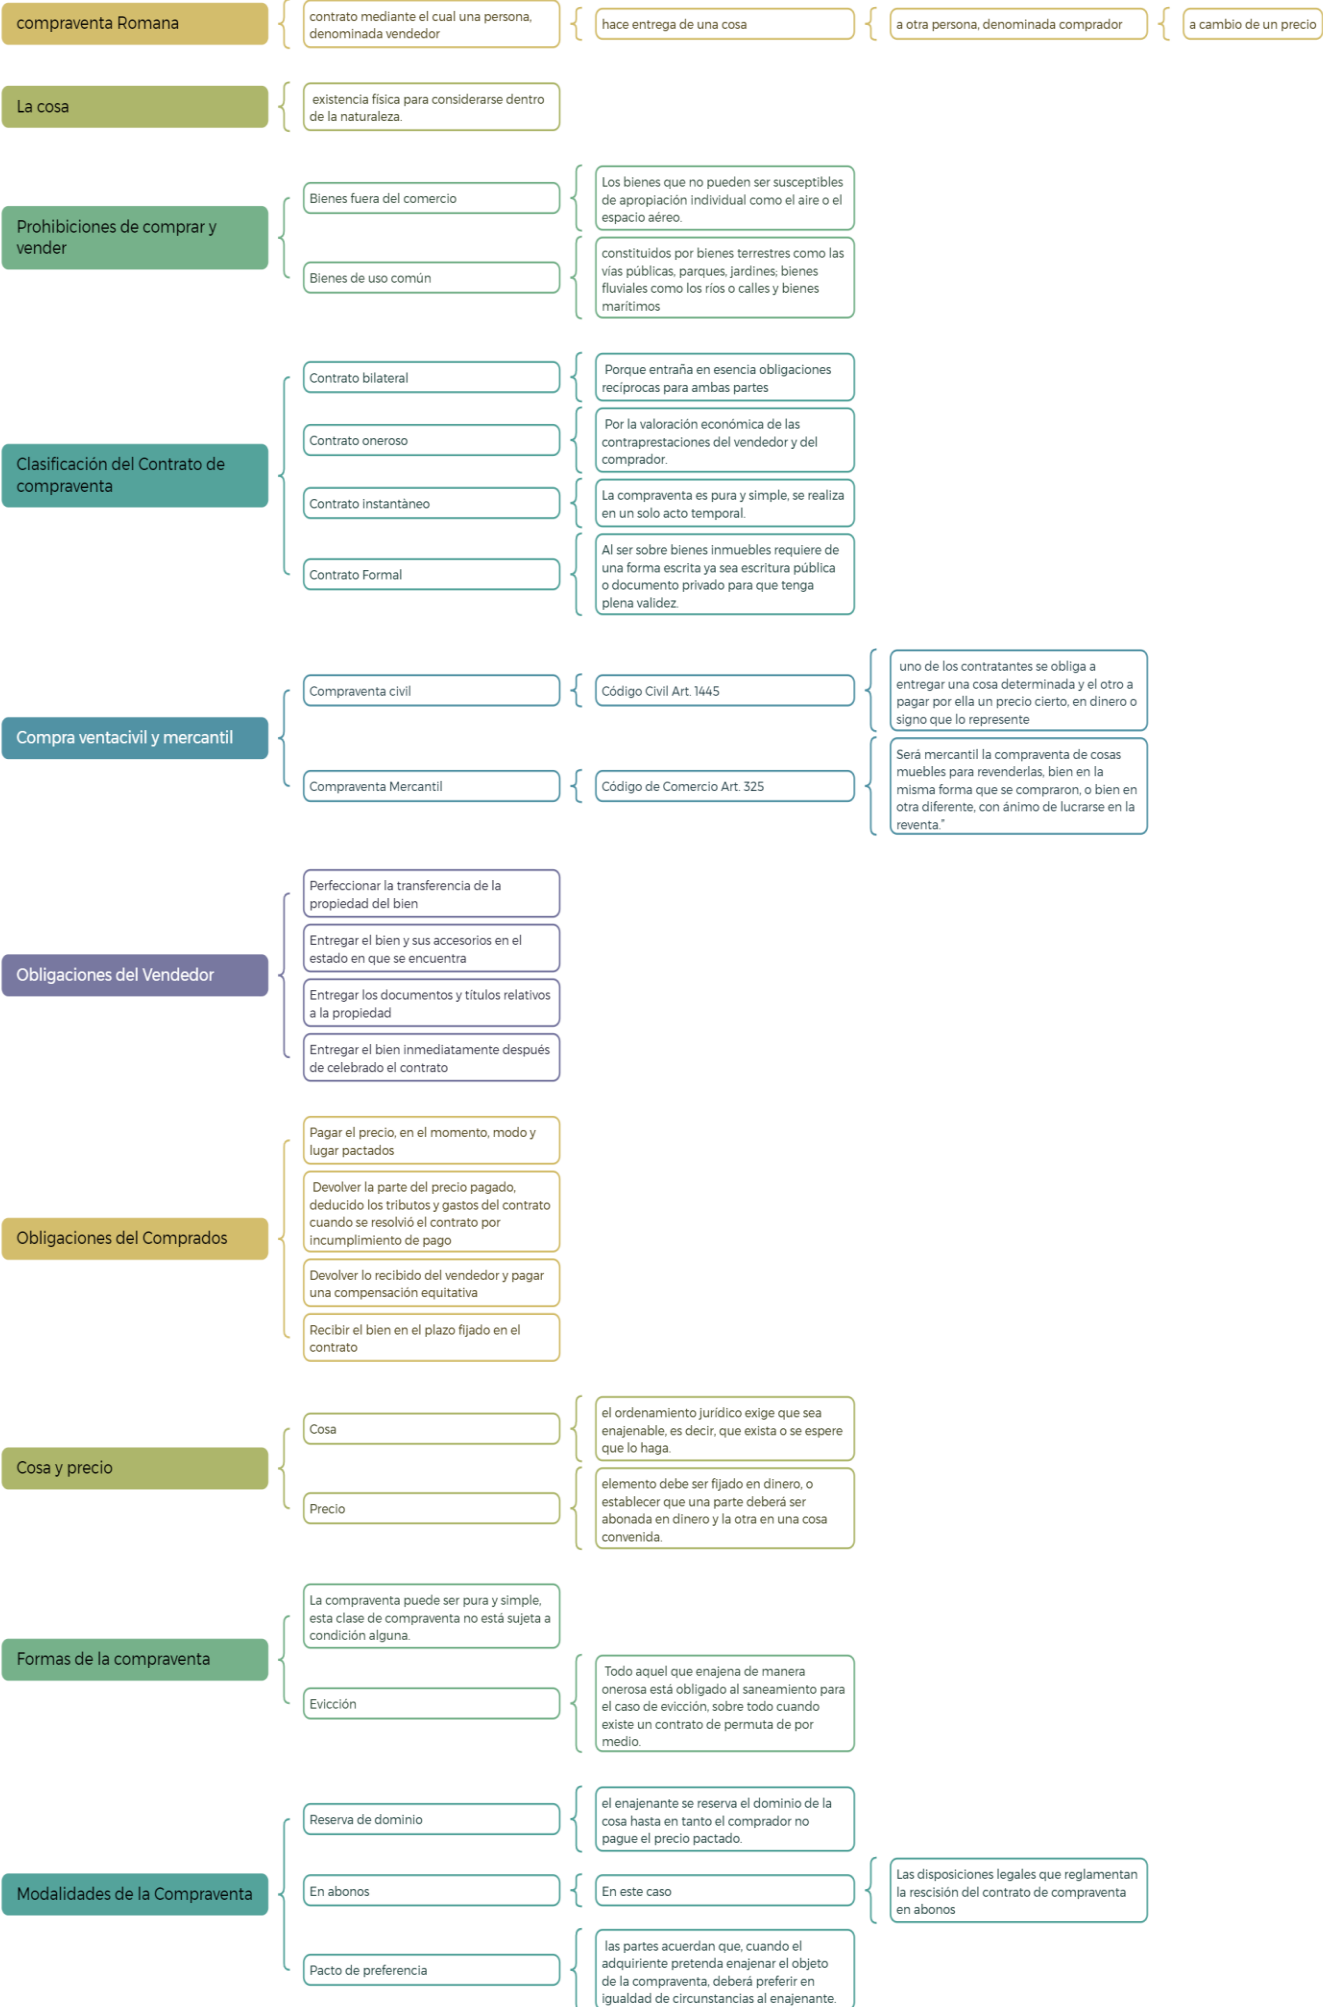 compraventa Romana
contrato mediante el cual una persona,
denominada vendedor
hace entrega de una cosa
a otra persona, denominada comprador
a cambio de un precio
La cosa
existencia física para considerarse dentro
de la naturaleza.
Prohibiciones de comprar y
vender
Bienes fuera del comercio
Los bienes que no pueden ser susceptibles
de apropiación individual como el aire o el
espacio aéreo.
Bienes de uso común
constituidos por bienes terrestres como las
vías públicas, parques, jardines; bienes
fluviales como los ríos o calles y bienes
marítimos
Clasificación del Contrato de
compraventa
Contrato bilateral
Porque entraña en esencia obligaciones
recíprocas para ambas partes
Contrato oneroso
Por la valoración económica de las
contraprestaciones del vendedor y del
comprador.
Contrato instantàneo
La compraventa es pura y simple, se realiza
en un solo acto temporal.
Contrato Formal
Al ser sobre bienes inmuebles requiere de
una forma escrita ya sea escritura pública
o documento privado para que tenga
plena validez.
Compra ventacivil y mercantil
Compraventa civil
Código Civil Art. 1445
uno de los contratantes se obliga a
entregar una cosa determinada y el otro a
pagar por ella un precio cierto, en dinero o
signo que lo represente
Compraventa Mercantil
Código de Comercio Art. 325
Será mercantil la compraventa de cosas
muebles para revenderlas, bien en la
misma forma que se compraron, o bien en
otra diferente, con ánimo de lucrarse en la
reventa.”
Obligaciones del Vendedor
Perfeccionar la transferencia de la
propiedad del bien
Entregar el bien y sus accesorios en el
estado en que se encuentra
Entregar los documentos y títulos relativos
a la propiedad
Entregar el bien inmediatamente después
de celebrado el contrato
Obligaciones del Comprados
Pagar el precio, en el momento, modo y
lugar pactados
Devolver la parte del precio pagado,
deducido los tributos y gastos del contrato
cuando se resolvió el contrato por
incumplimiento de pago
Devolver lo recibido del vendedor y pagar
una compensación equitativa
Recibir el bien en el plazo fijado en el
contrato
Cosa y precio
Cosa
el ordenamiento jurídico exige que sea
enajenable, es decir, que exista o se espere
que lo haga.
Precio
elemento debe ser fijado en dinero, o
establecer que una parte deberá ser
abonada en dinero y la otra en una cosa
convenida.
Formas de la compraventa
La compraventa puede ser pura y simple,
esta clase de compraventa no está sujeta a
condición alguna.
Evicción
Todo aquel que enajena de manera
onerosa está obligado al saneamiento para
el caso de evicción, sobre todo cuando
existe un contrato de permuta de por
medio.
Modalidades de la Compraventa
Reserva de dominio
el enajenante se reserva el dominio de la
cosa hasta en tanto el comprador no
pague el precio pactado.
En abonos
En este caso
Las disposiciones legales que reglamentan
la rescisión del contrato de compraventa
en abonos
Pacto de preferencia
las partes acuerdan que, cuando el
adquiriente pretenda enajenar el objeto
de la compraventa, deberá preferir en
igualdad de circunstancias al enajenante.